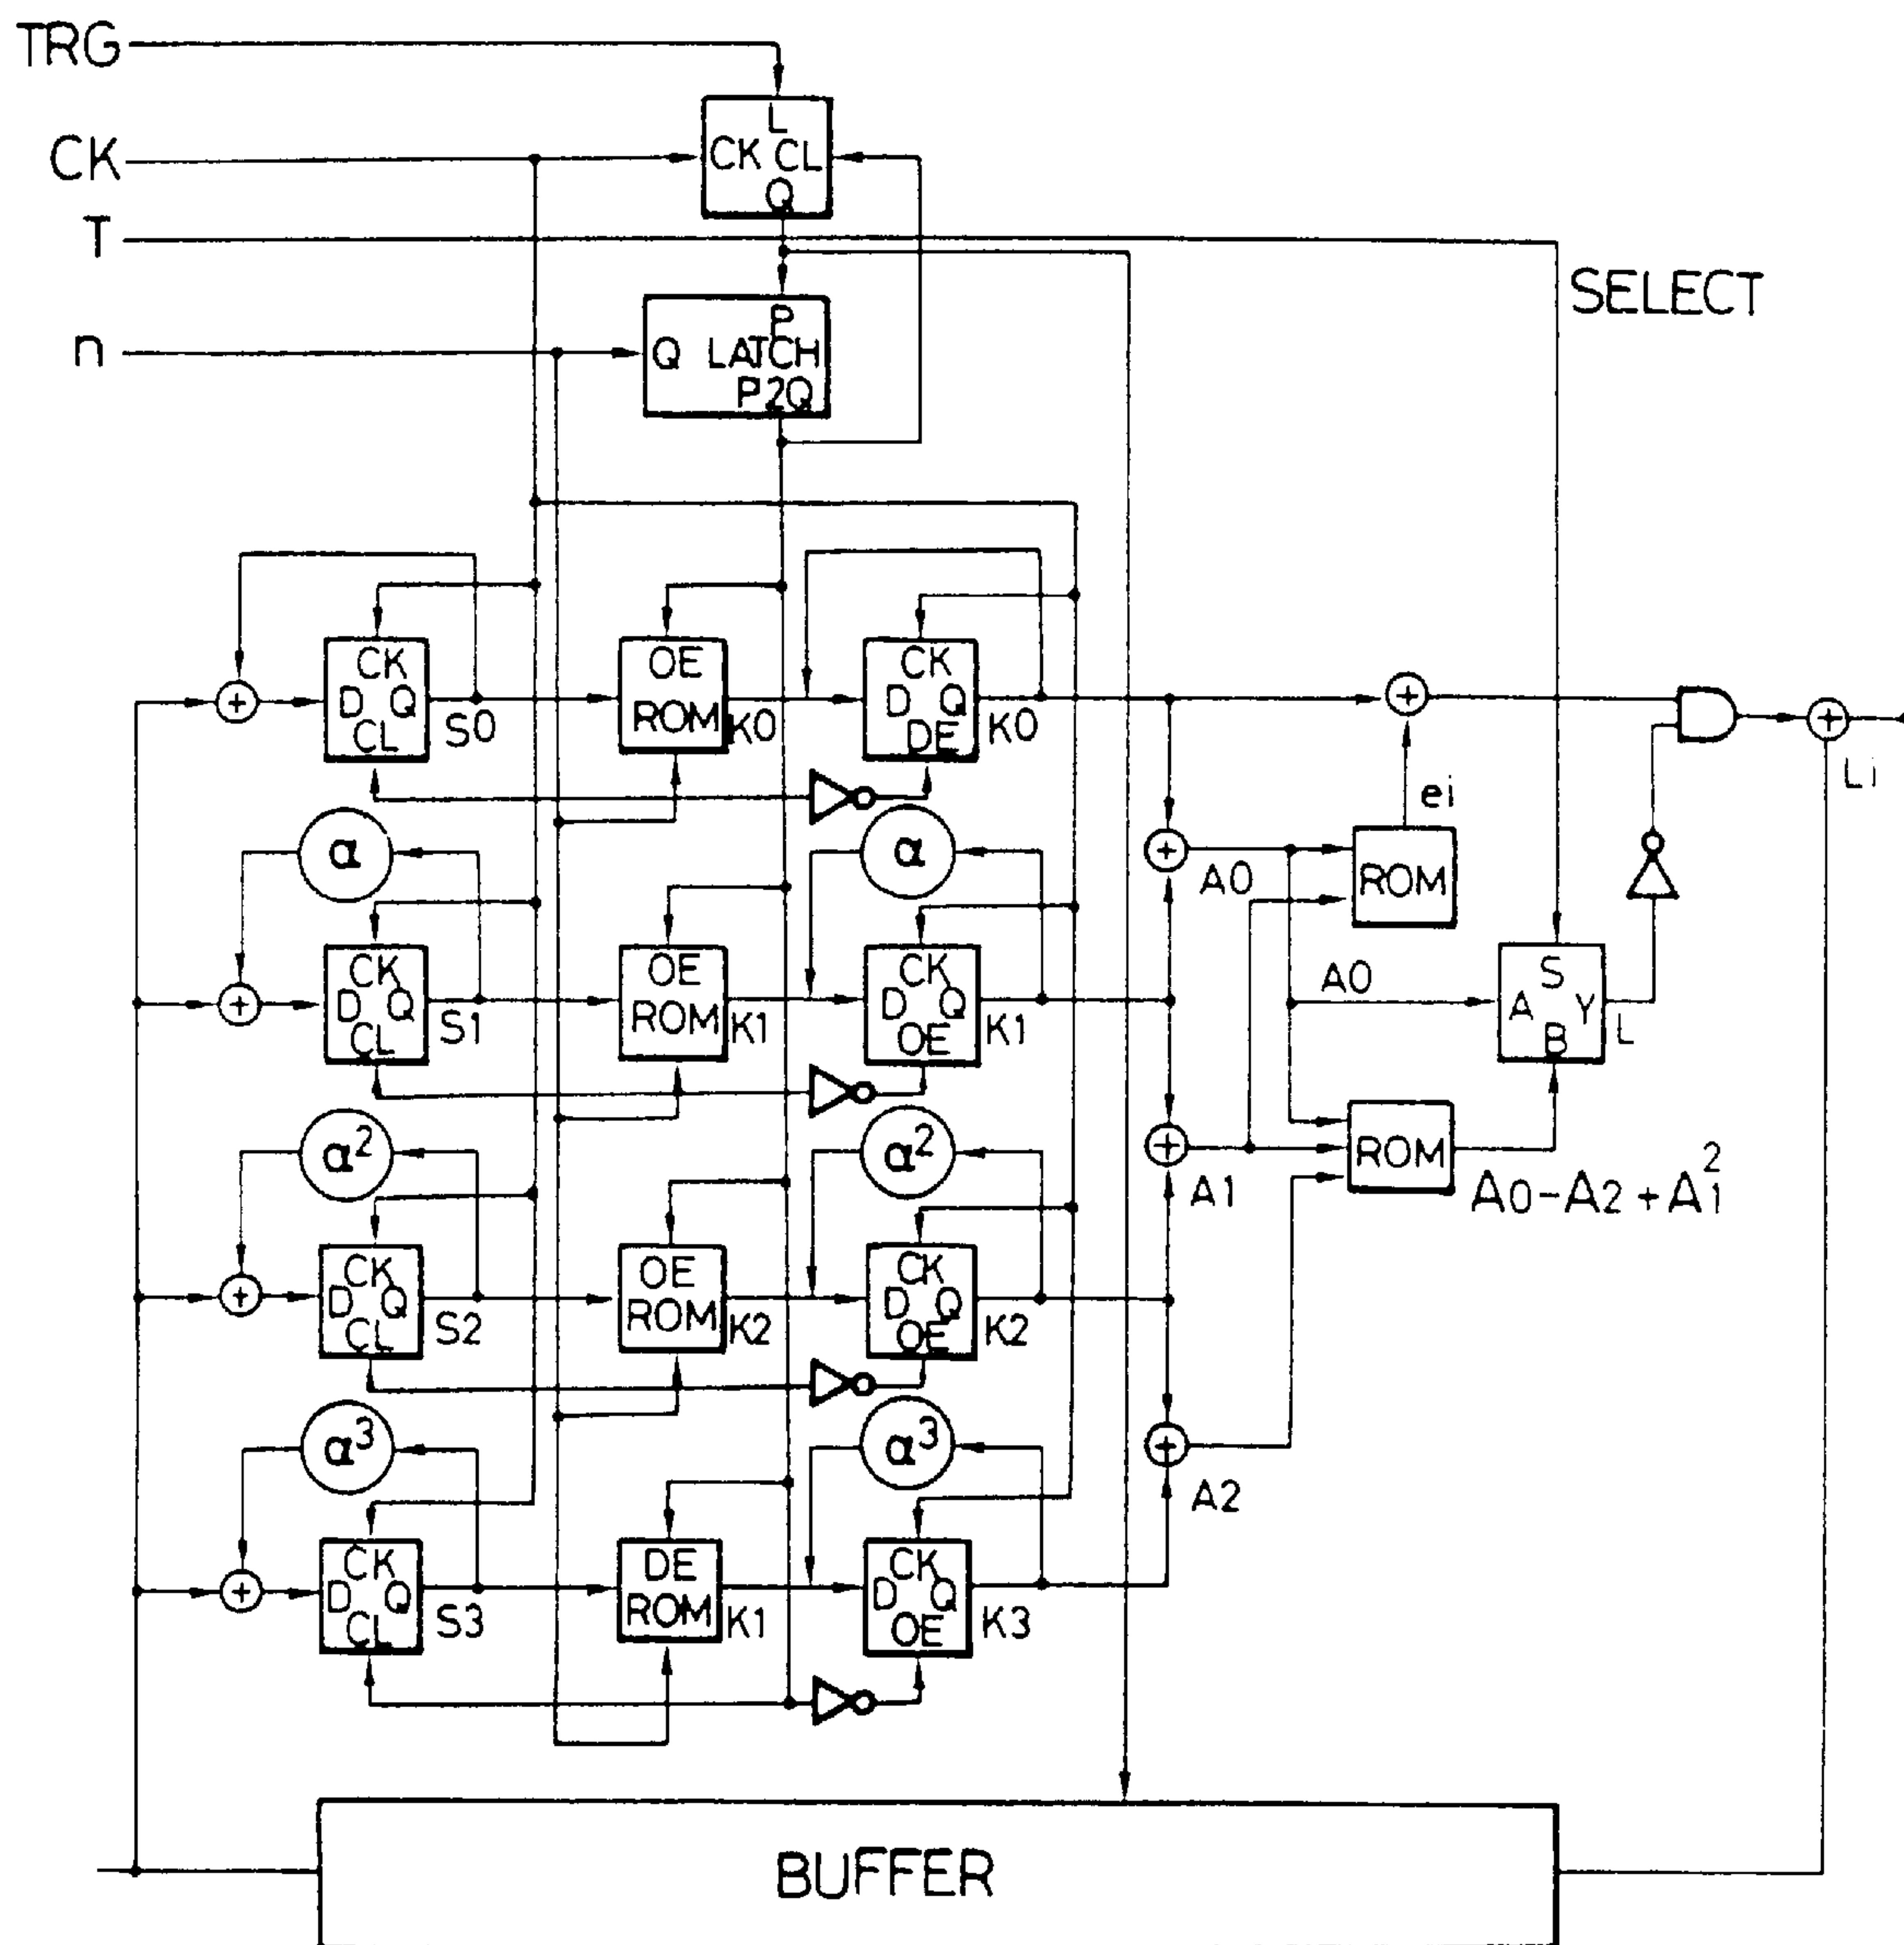 TRG
L
CK
CK CL
Q
T
SELECT
P
n
Q LATCH
P2Q
CK
D Q
CL
S0
OE
ROM
K0
CK
D Q
DE
K0
Li
ei
α
α
A0
ROM
CK
D Q
CL
S1
OE
ROM
K1
CK
D Q
OE
K1
A0
S
A Y
B
L
α2
α2
A1
ROM
A0-A2+A1 2
CK
D Q
CL
S2
OE
ROM
K2
CK
D Q
OE
K2
α3
α3
A2
CK
D Q
CL
S3
DE
ROM
K1
CK
D Q
OE
K3
BUFFER